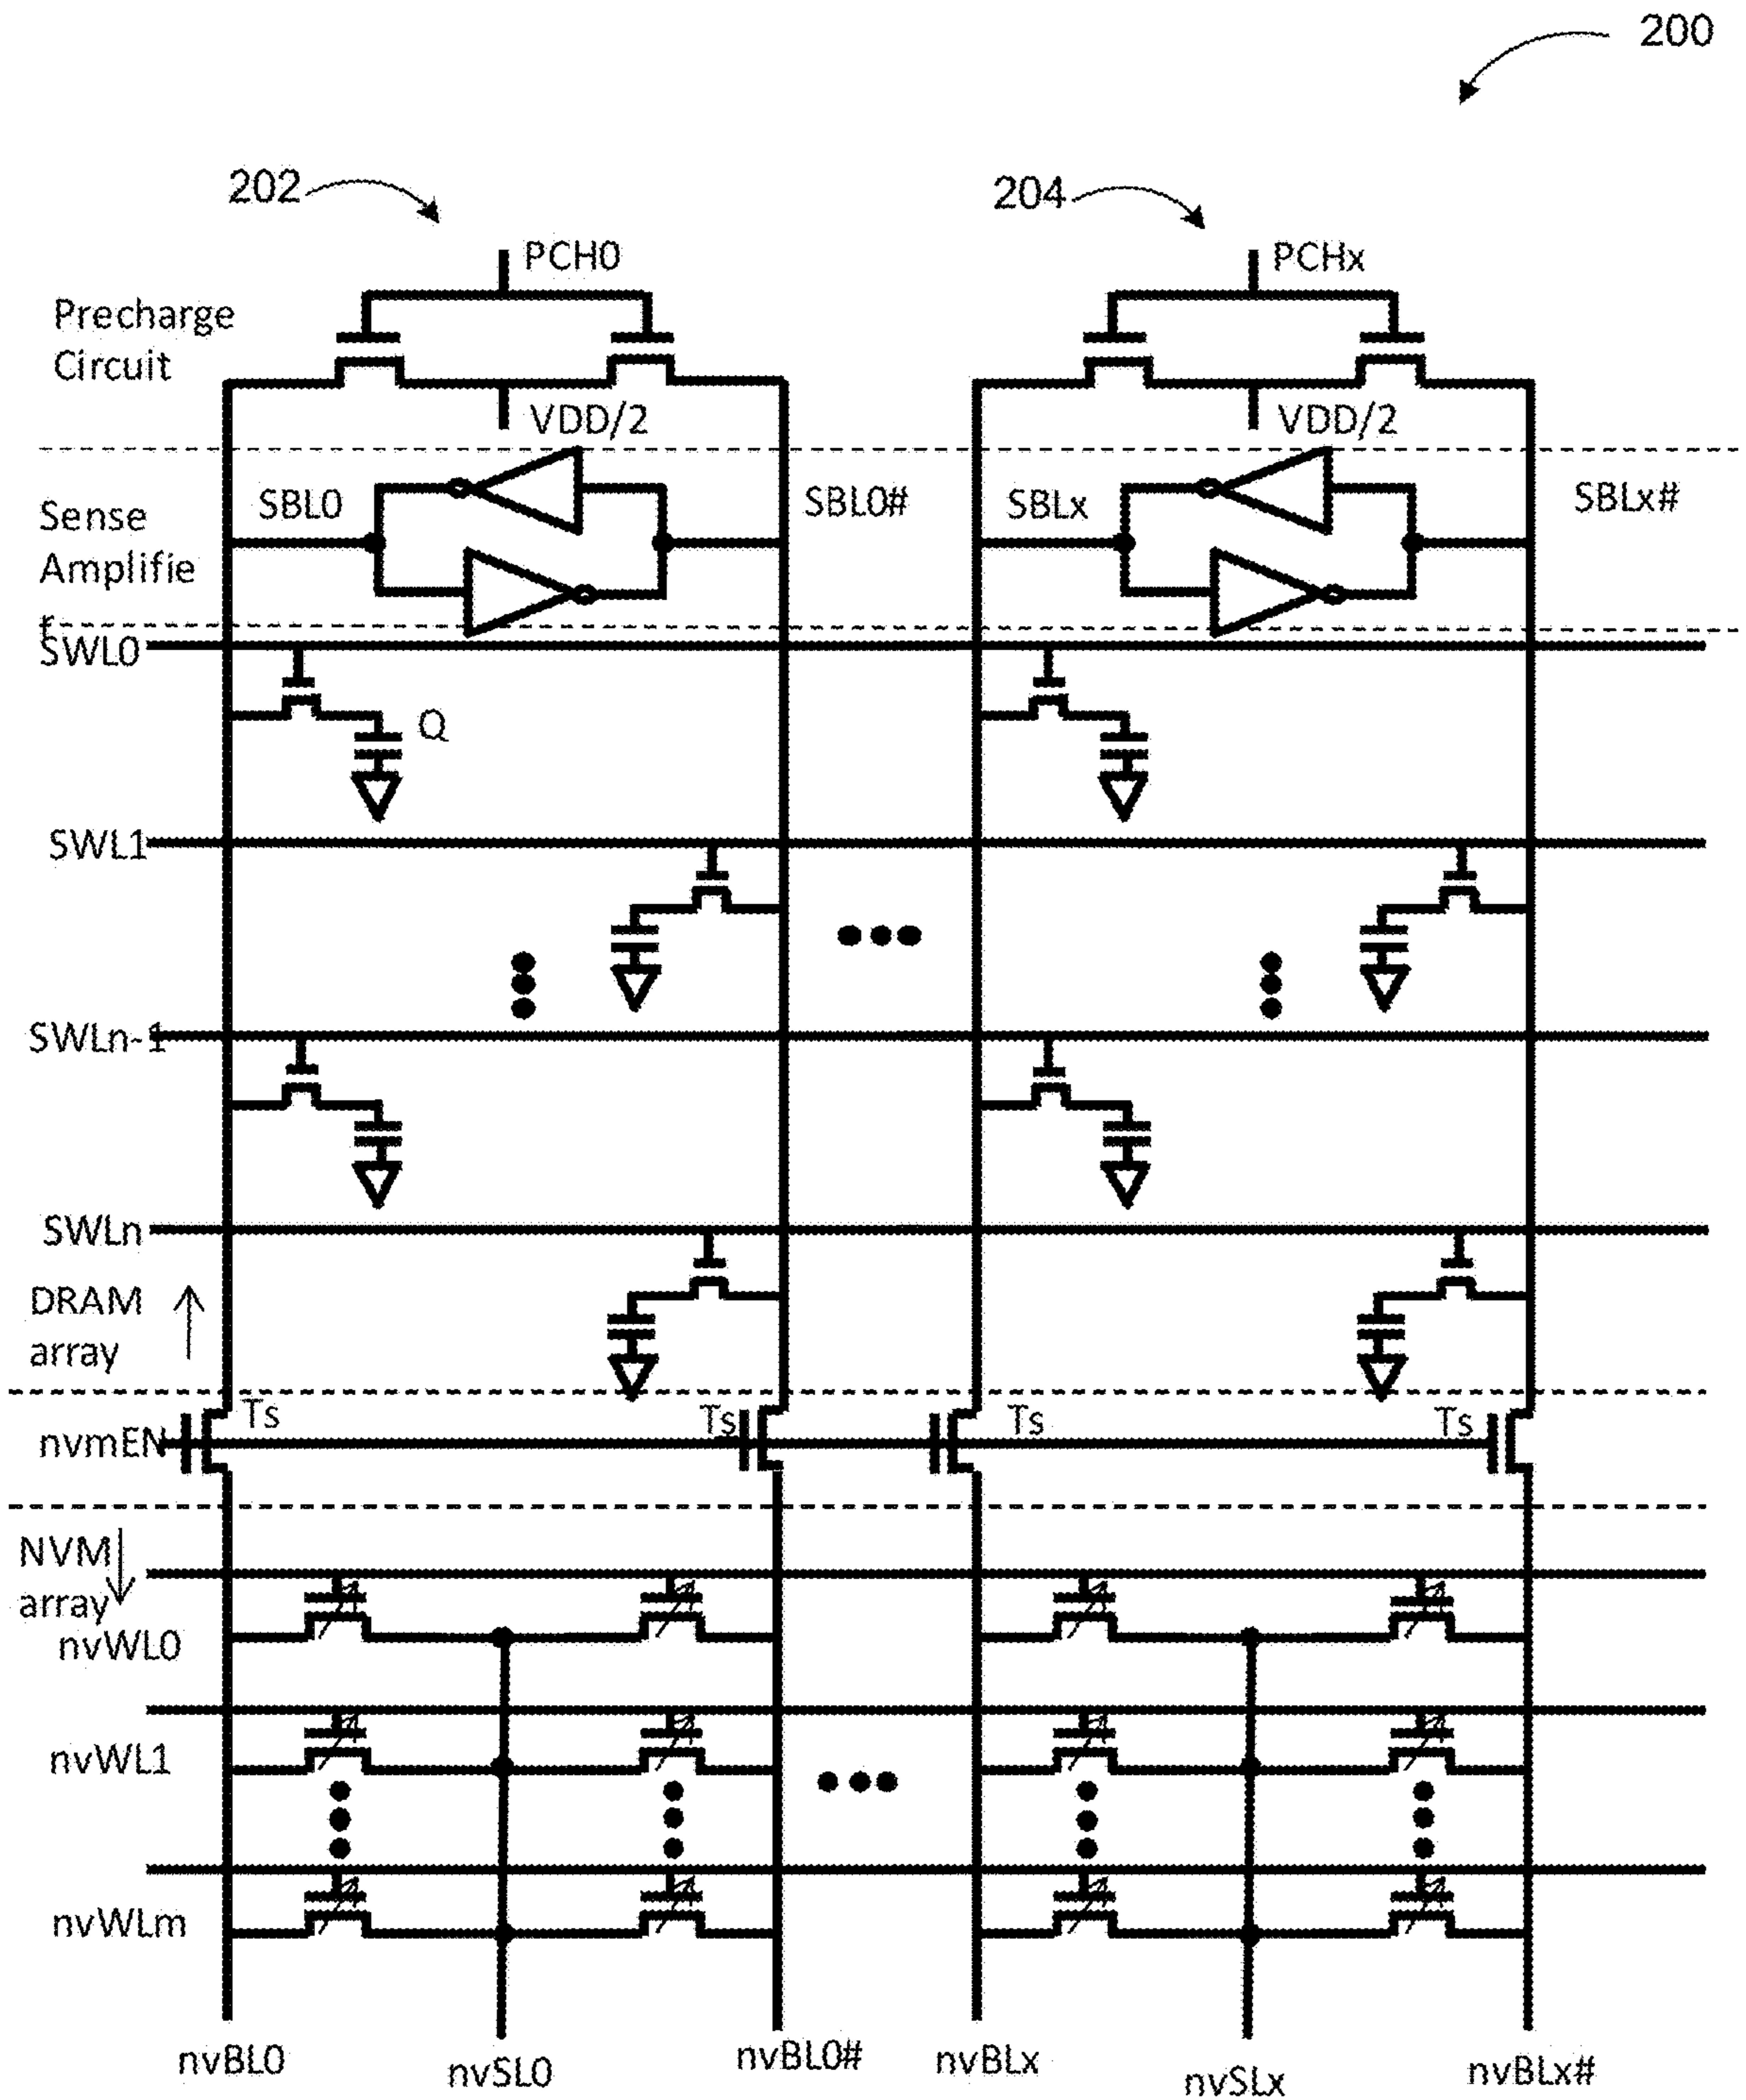 200
202
204
PCH0
PCHx
Precharge
Circuit
VDD/2
VDD/2
SBL0
SBL0#
SBLx
SBLx#
Sense
Amplifie
r
SWL0
Q
SWL1
SWLn-1
SWLn
DRAM
array
Ts
Ts
Ts
Ts
nvmEN
NVM
array
nvWL0
nvWL1
nvWLm
nvBL0
nvSL0
nvBL0#
nvBLx
nvSLx
nvBLx#